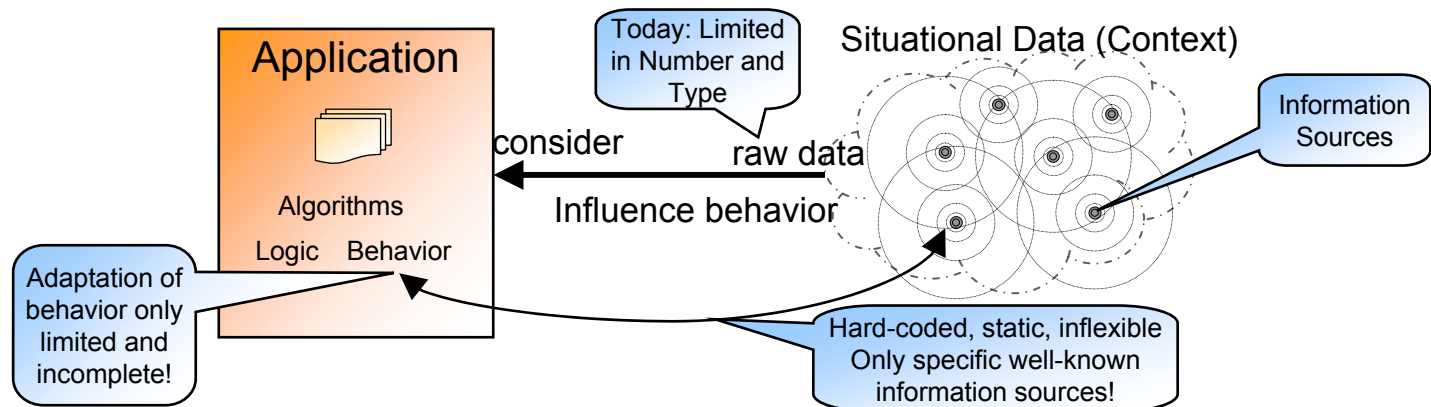 Application
Algorithms
Logic Behavior
Adaptation of
behavior only
limited and
incomplete!
consider
raw data
Influence behavior
Today: Limited
in Number and
Type
Situational Data (Context)
Information
Sources
Hard-coded, static, inflexible
Only specific well-known
information sources!